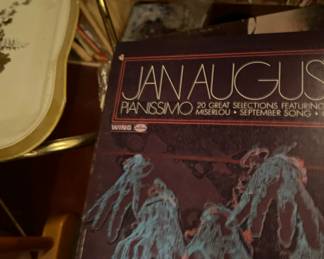 JAN AUGUS
PIANISSIMO 20 GREAT SELECTIONS FEATURING
MISERLOU • SEPTEMBER SONG •
WING